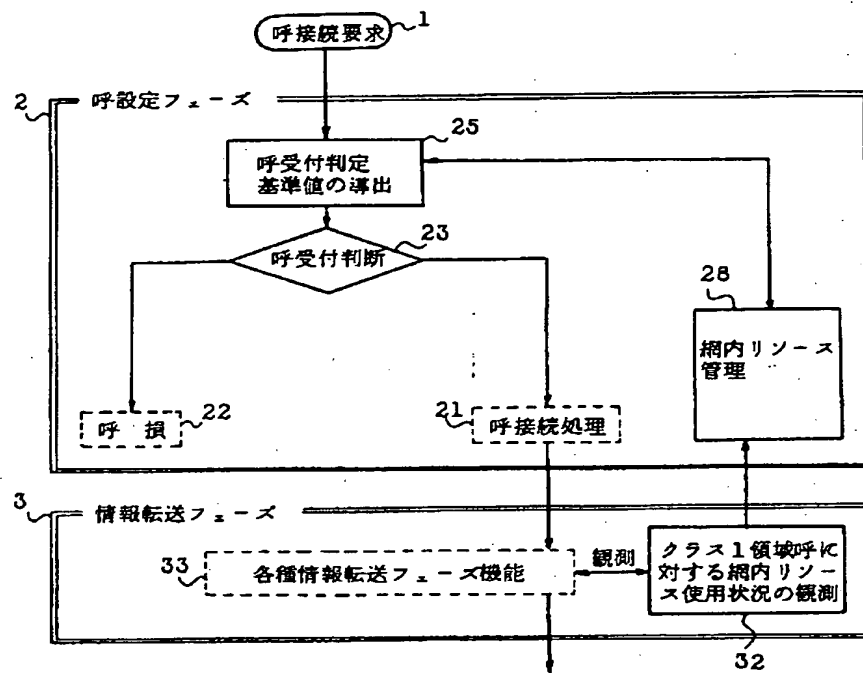 呼接続要求
1
2
呼設定フェーズ
25
呼受付判定
基準値の導出
23
呼受付判断
28
網内リソース
管理
22
呼 損
21
呼接続処理
3
情報転送フェーズ
33
各種情報転送フェーズ機能
観測
クラス1領域呼に
対する網内リソー
ス使用状況の観測
32